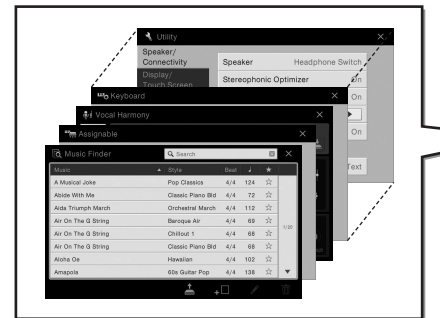 Utility
Speaker/
Connectivity
Display/
Touch Screen
Speaker Headphone Switch
Stereophonic Optimizer On
On
On
Text
Keyboard
Vocal Harmony
Assignable
Music Finder Search
Music Style Beat ★
A Musical Joke Pop Classics 4/4 124 ☆
Abide With Me Classic Piano Bld 4/4 72 ☆
Aida Triumph March Orchestral March 4/4 112 ☆
Air On The G String Baroque Air 4/4 69 ☆
Air On The G String Chillout 1 4/4 68 ☆
Air On The G String Classic Piano Bld 4/4 68 ☆
Aloha Oe Hawaiian 4/4 102 ☆
Amapola 60s Guitar Pop 4/4 138 ☆